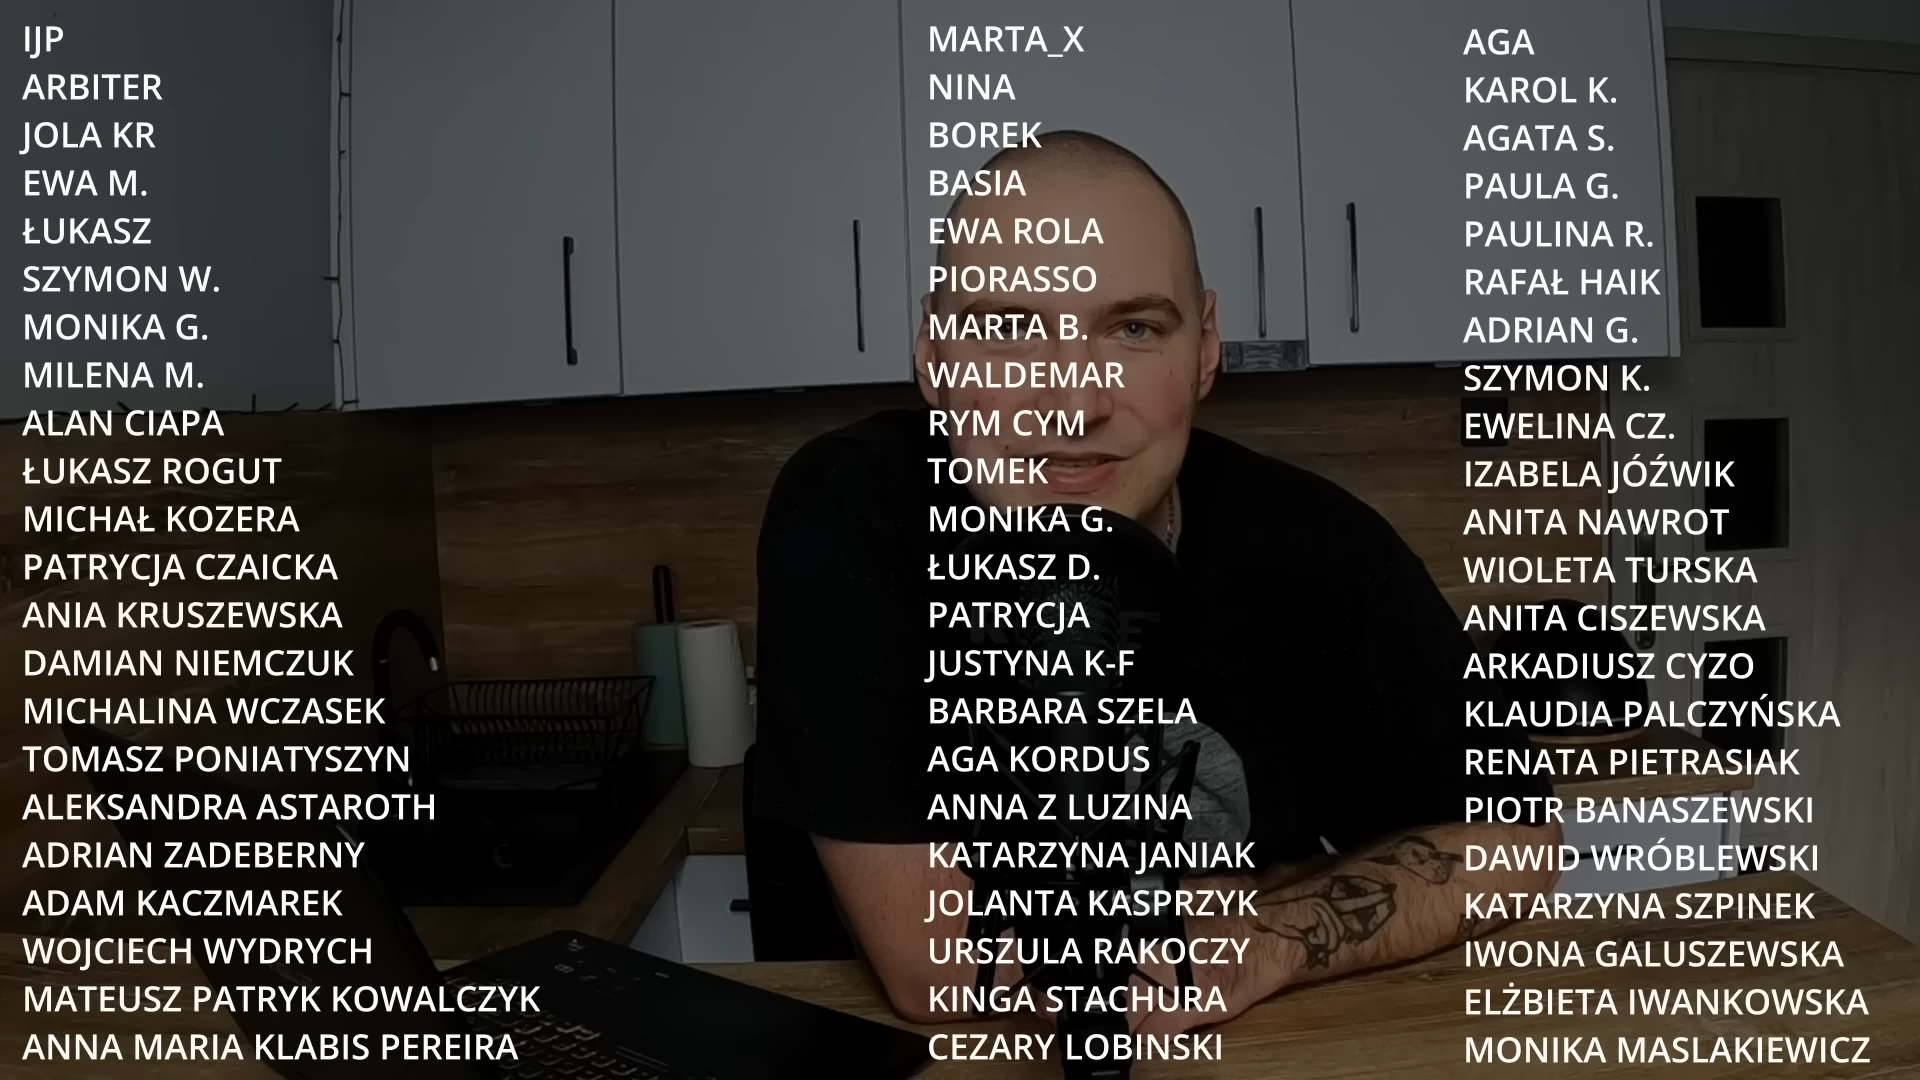 IJP
ARBITER
JOLA KR
EWA M.
ŁUKASZ
SZYMON W.
MONIKA G.
MILENA M.
ALAN CIAPA
ŁUKASZ ROGUT
MICHAŁ KOZERA
PATRYCJA CZAICKA
ANIA KRUSZEWSKA
DAMIAN NIEMCZUK
MICHALINA WCZASEK
TOMASZ PONIATYSZYN
ALEKSANDRA ASTAROTH
ADRIAN ZADEBERNY
ADAM KACZMAREK
WOJCIECH WYDRYCH
MATEUSZ PATRYK KOWALCZYK
ANNA MARIA KLABIS PEREIRA
MARTA_X
NINA
BOREK
BASIA
EWA ROLA
PIORASSO
MARTA B.
WALDEMAR
RYM CYM
TOMEK
MONIKA G.
ŁUKASZ D.
PATRYCJA
JUSTYNA K-F
BARBARA SZELA
AGA KORDUS
ANNA Z LUZINA
KATARZYNA JANIAK
JOLANTA KASPRZYK
URSZULA RAKOCZY
KINGA STACHURA
CEZARY LOBINSKI
AGA
KAROL K.
AGATA S.
PAULA G.
PAULINA R.
RAFAŁ HAIK
ADRIAN G.
SZYMON K.
EWELINA CZ.
IZABELA JÓŹWIK
ANITA NAWROT
WIOLETA TURSKA
ANITA CISZEWSKA
ARKADIUSZ CYZO
KLAUDIA PALCZYŃSKA
RENATA PIETRASIAK
PIOTR BANASZEWSKI
DAWID WRÓBLEWSKI
KATARZYNA SZPINEK
IWONA GALUSZEWSKA
ELŻBIETA IWANKOWSKA
MONIKA MASLAKIEWICZ